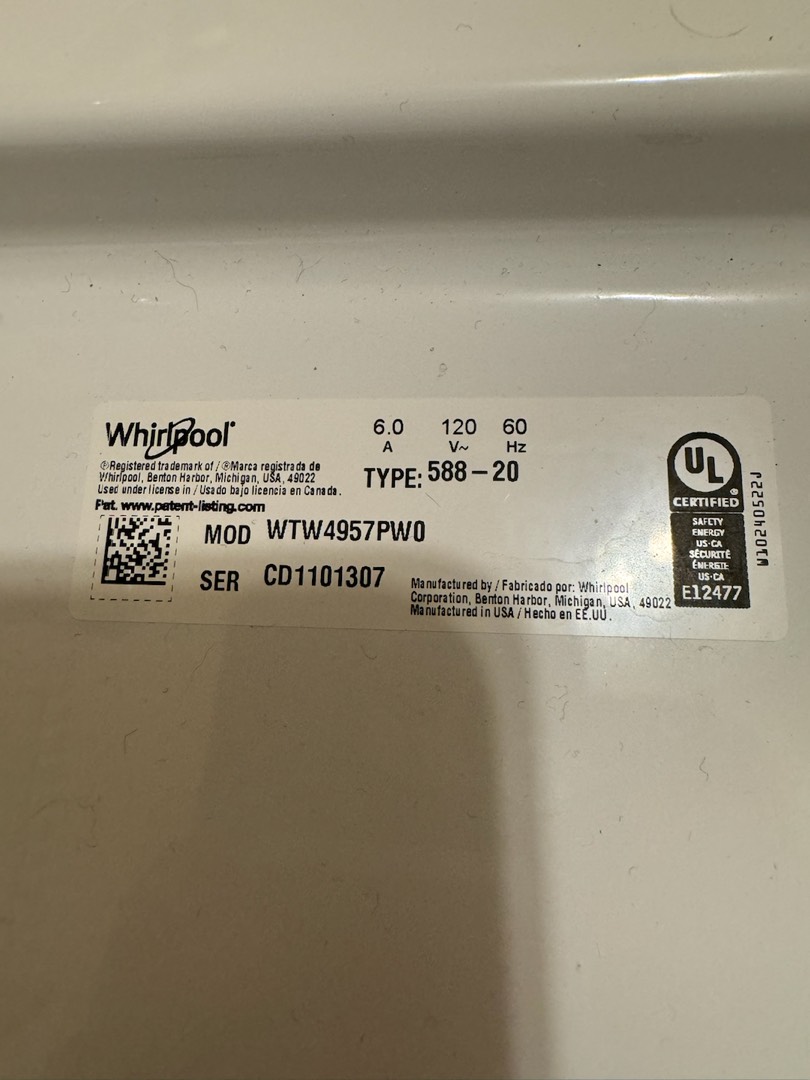 Whirlpool®
6.0 120 60
A V~ Hz
TYPE: 588-20
®Registered trademark of / ®Marca registrada de
Whirlpool, Benton Harbor, Michigan, USA, 49022
Used under license in / Usado bajo licencia en Canada.
Pat. www.patent-listing.com
MOD WTW4957PW0
SER CD1101307
Manufactured by / Fabricado por: Whirlpool
Corporation, Benton Harbor, Michigan, USA, 49022
Manufactured in USA / Hecho en EE.UU.
UL®
CERTIFIED
SAFETY
ENERGY
US-CA
SÉCURITÉ
ÉNERGIE
US-CA
E12477